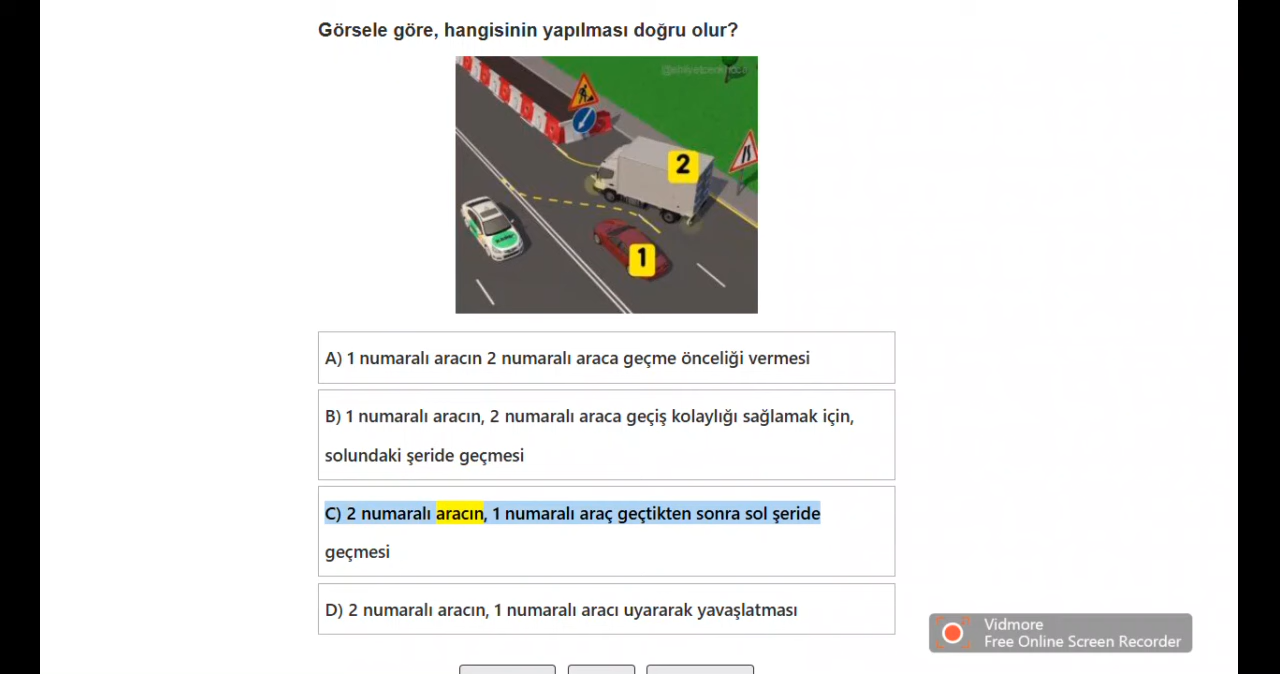 Görsele göre, hangisinin yapılması doğru olur?
2
1
A) 1 numaralı aracın 2 numaralı araca geçme önceliği vermesi
B) 1 numaralı aracın, 2 numaralı araca geçiş kolaylığı sağlamak için,
solundaki şeride geçmesi
C) 2 numaralı aracın, 1 numaralı araç geçtikten sonra sol şeride
geçmesi
D) 2 numaralı aracın, 1 numaralı aracı uyararak yavaşlatması
Vidmore
Free Online Screen Recorder